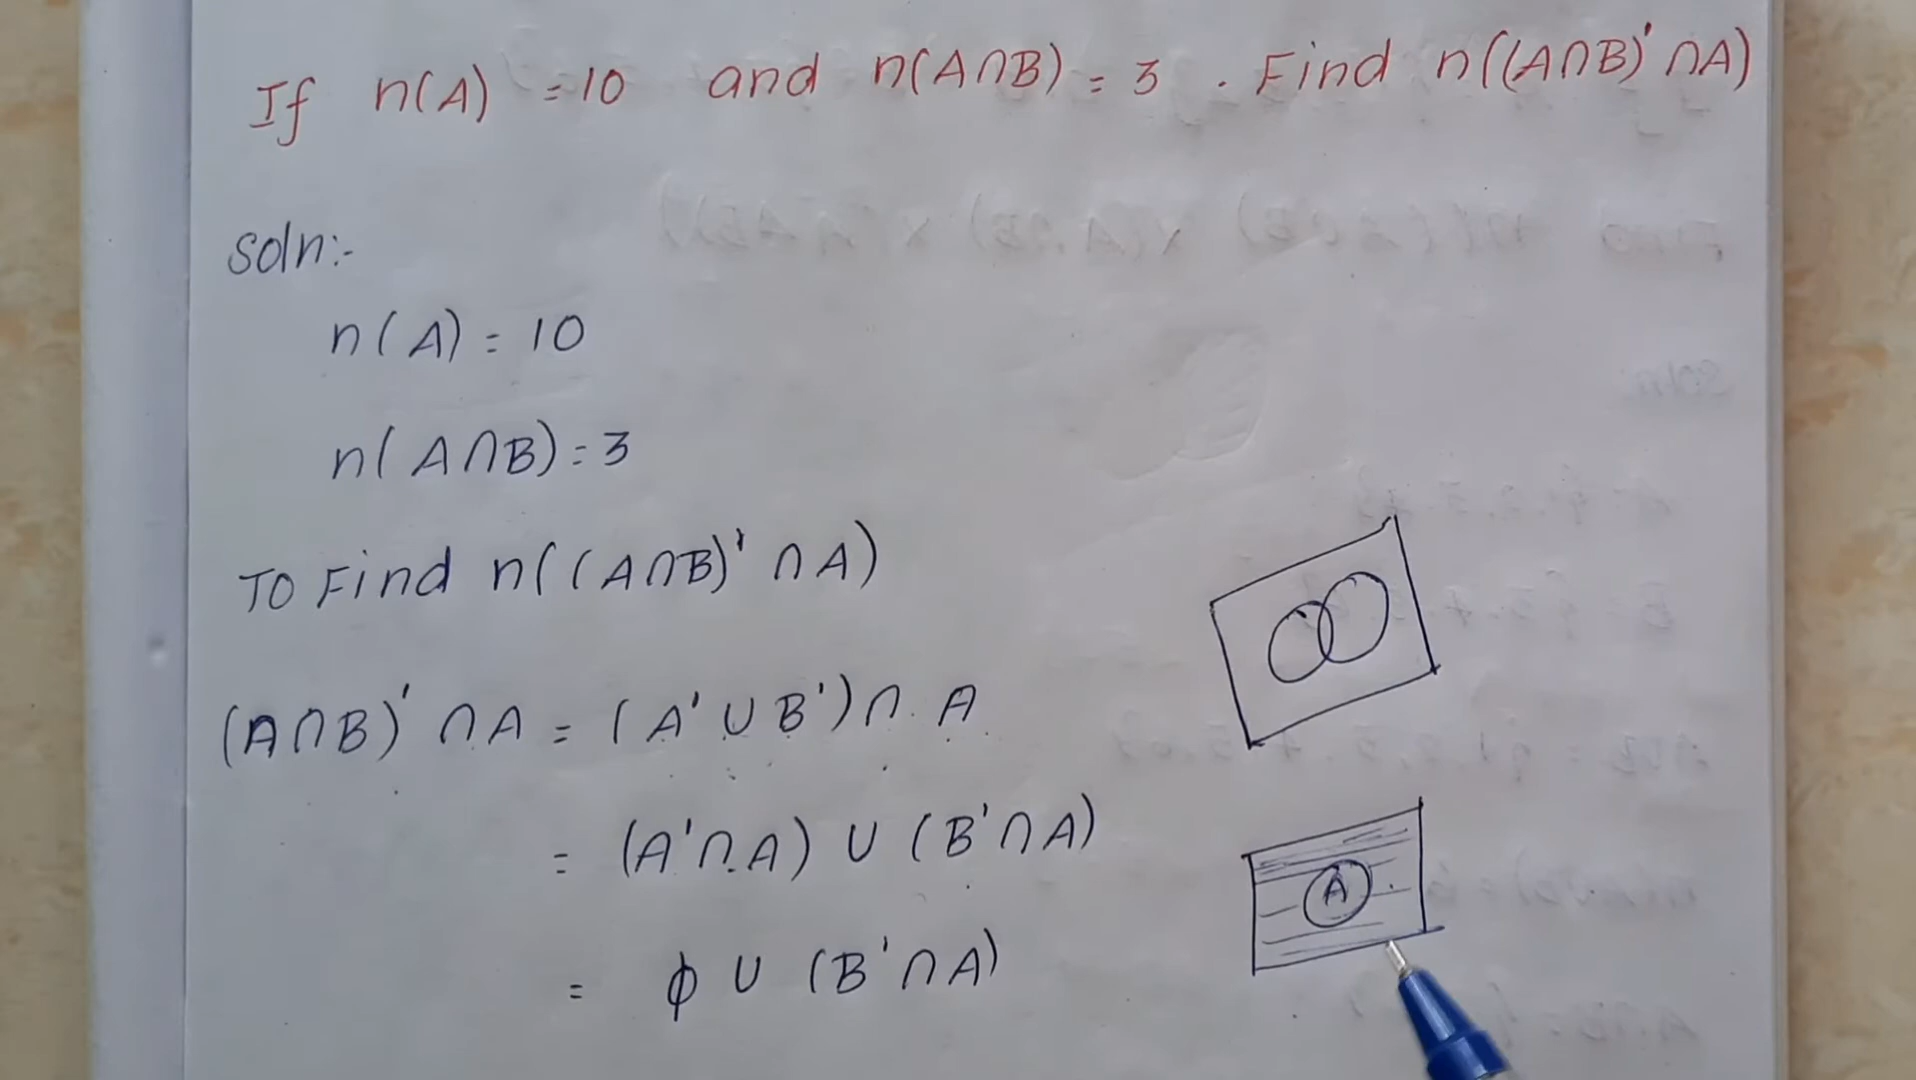 If n(A) = 10 and n(A∩B) = 3 . Find n((A∩B)'∩A)
Soln:-
n(A) = 10
n(A∩B) = 3
TO Find n((A∩B)' ∩ A)
(A∩B)' ∩A = (A' ∪ B') ∩ A
= (A'∩A) ∪ (B'∩A)
A
= ϕ ∪ (B'∩A)